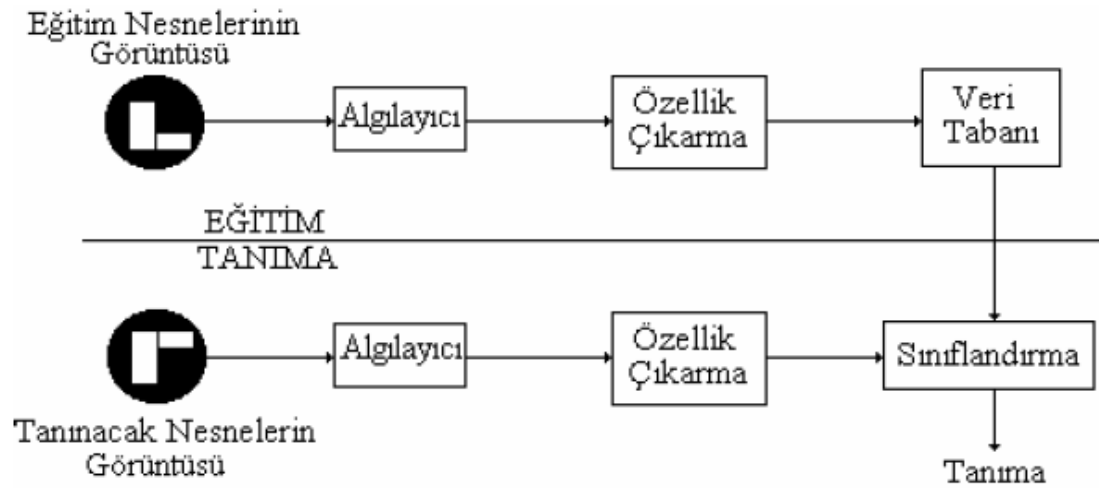 Eğitim Nesnelerinin
Görüntüsü
Algılayıcı
Özellik
Çıkarma
Veri
Tabanı
EĞİTİM
TANIMA
Algılayıcı
Özellik
Çıkarma
Sınıflandırma
Tanınacak Nesnelerin
Görüntüsü
Tanıma